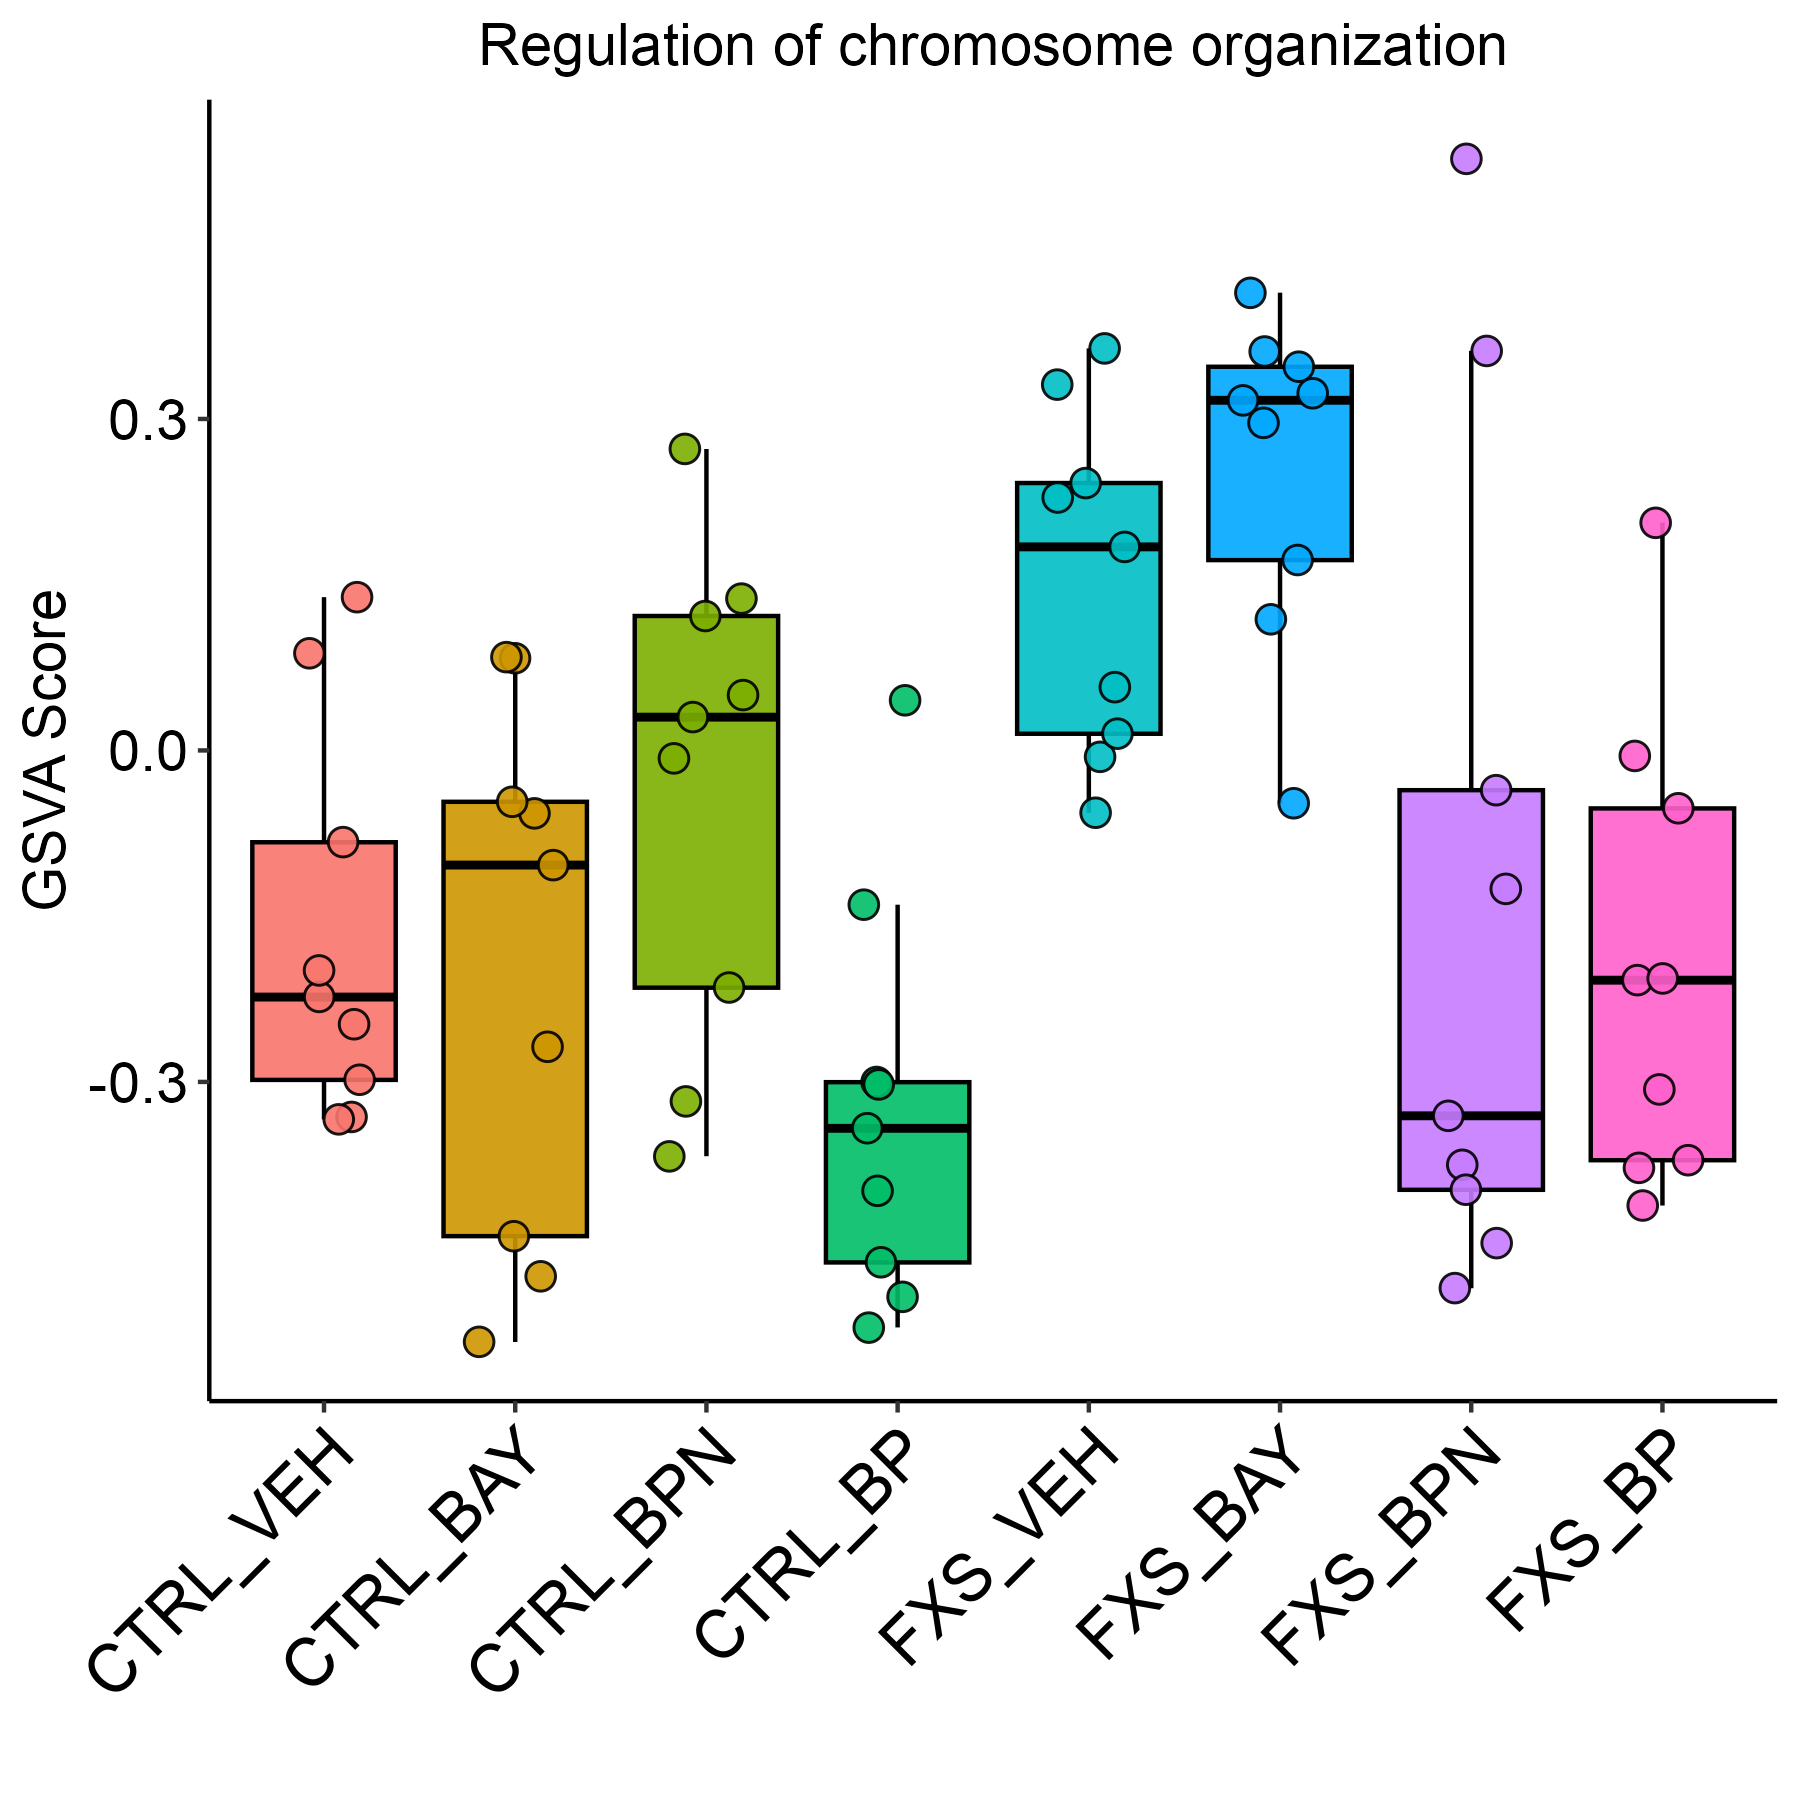 Regulation of chromosome organization
GSVA Score
0.3
0.0
-0.3
CTRL_VEH
CTRL_BAY
CTRL_BPN
CTRL_BP
FXS_VEH
FXS_BAY
FXS_BPN
FXS_BP